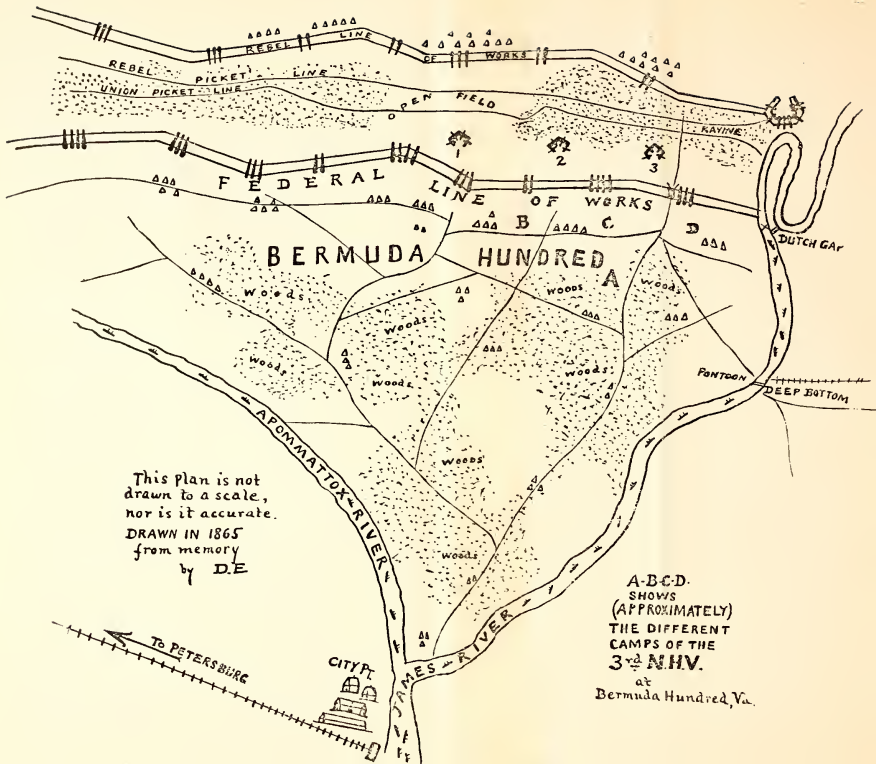 REBEL LINE OF WORKS
REBEL PICKET LINE
UNION PICKET LINE
OPEN FIELD
RAVINE
1
2
3
FEDERAL LINE OF WORKS
B C D
DUTCH GAP
BERMUDA HUNDRED
A
Woods
Woods
Woods
Woods
Woods
Woods
Woods
Woods
Woods
Woods
PONTOON
DEEP BOTTOM
APOMMATTOX RIVER
This Plan is not
drawn to a scale,
nor is it accurate.
DRAWN IN 1865
from memory
by D.E
A-B-C-D.
SHOWS
(APPROXIMATELY)
THE DIFFERENT
CAMPS OF THE
3rd N.H.V.
at
Bermuda Hundred, Va.
TO PETERSBURG
CITY Pt.
JAMES RIVER